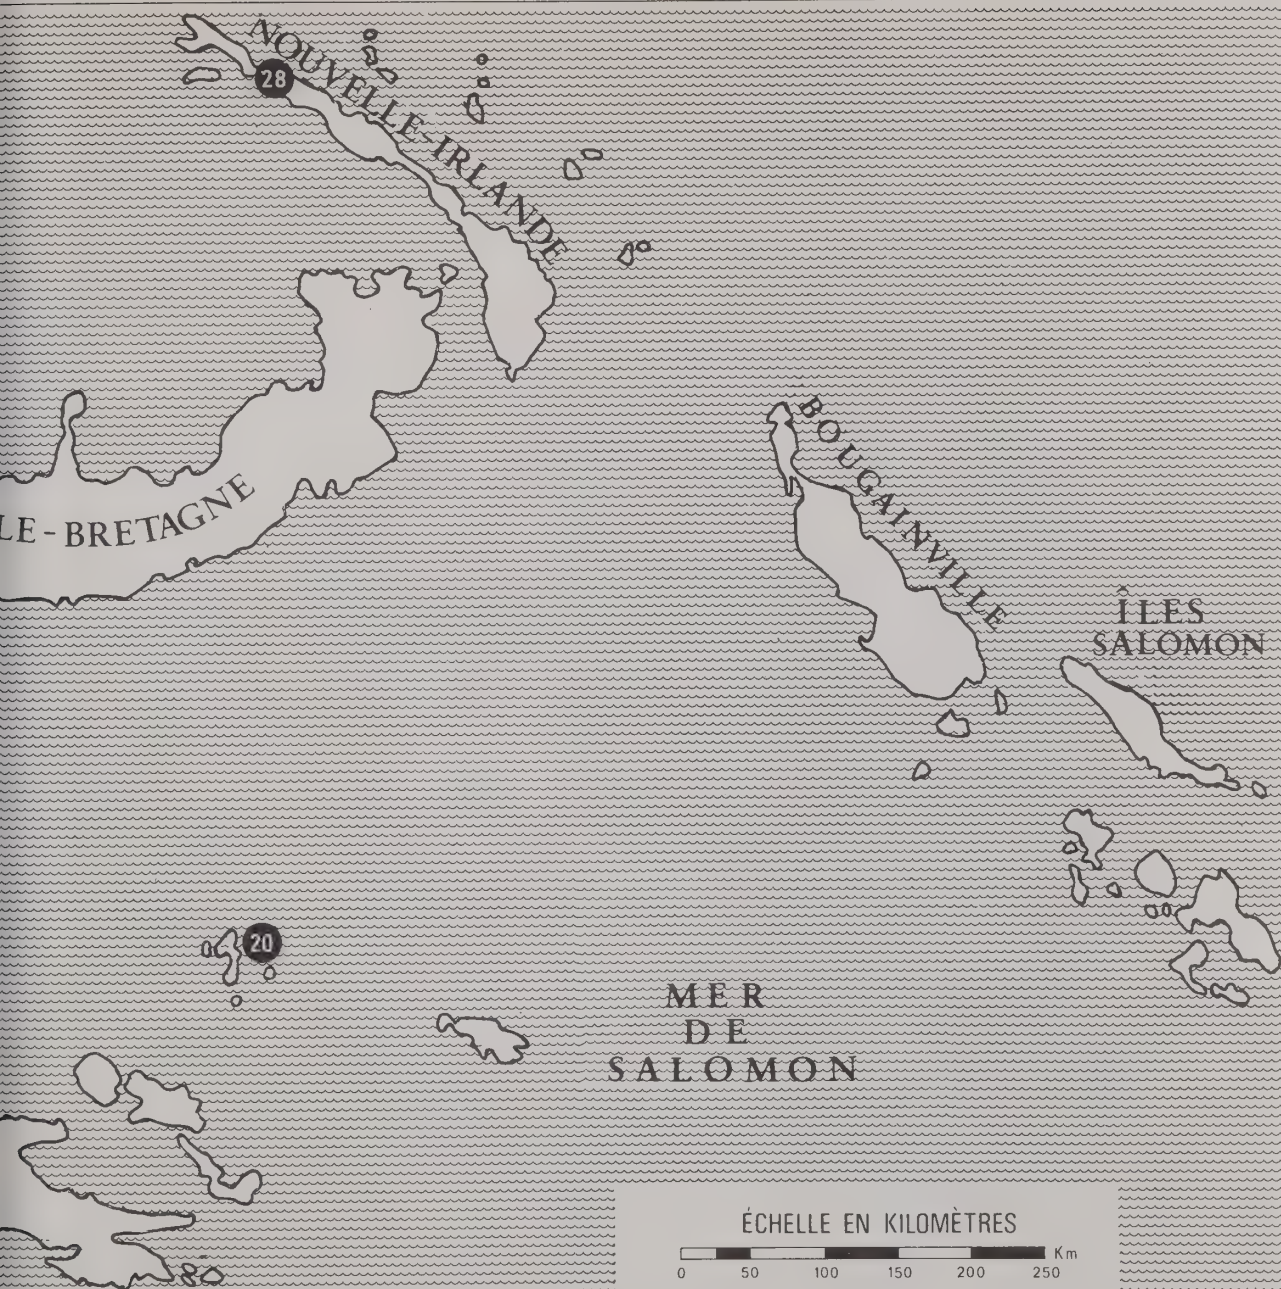 NOUVELLE-IRLANDE
28
BOUGAINVILLE
LE-BRETAGNE
ÎLES
SALOMON
20
MER
DE
SALOMON
ÉCHELLE EN KILOMÈTRES
Km
0 50 100 150 200 250